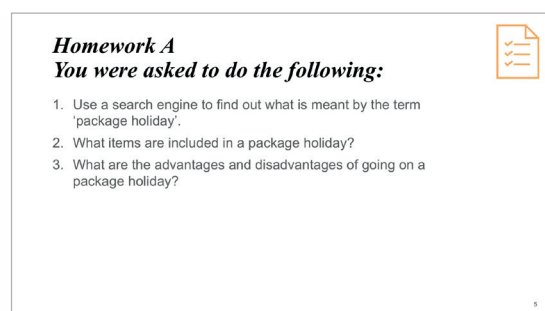 Homework A
You were asked to do the following:
1. Use a search engine to find out what is meant by the term
‘package holiday’.
2. What items are included in a package holiday?
3. What are the advantages and disadvantages of going on a
package holiday?
5